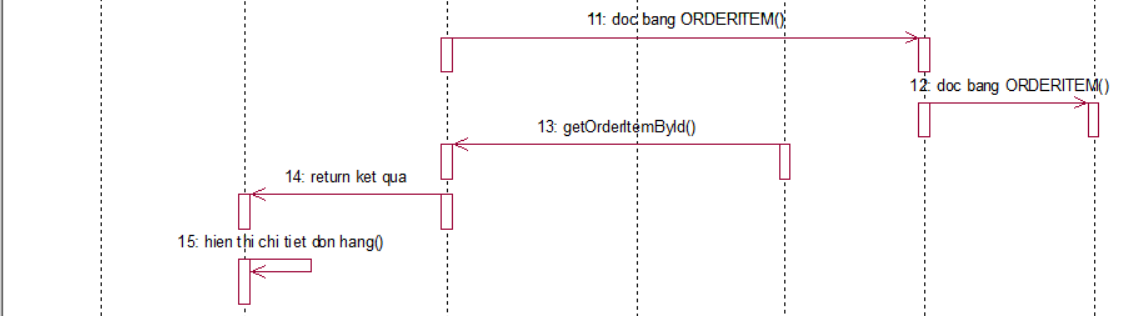 11: doc bang ORDERITEM()
12: doc bang ORDERITEM()
13: getOrderItemById()
14: return ket qua
15: hien thi chi tiet don hang()